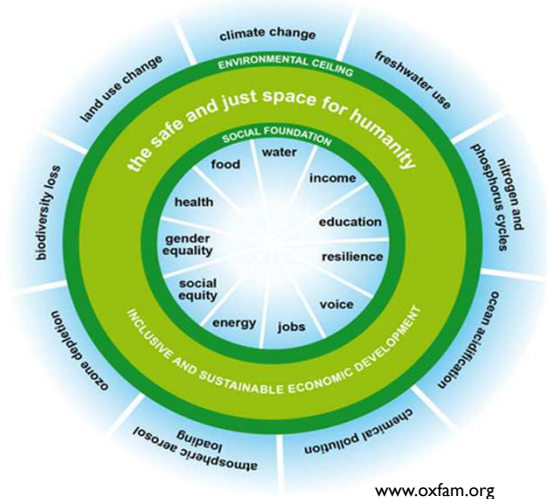 climate change
freshwater use
nitrogen and
phosphorus cycles
ocean acidification
chemical pollution
atmospheric aerosol
loading
ozone depletion
biodiversity loss
land use change
ENVIRONMENTAL CEILING
the safe and just space for humanity
SOCIAL FOUNDATION
water
income
education
resilience
voice
jobs
energy
social
equity
gender
equality
health
food
INCLUSIVE AND SUSTAINABLE ECONOMIC DEVELOPMENT
www.oxfam.org